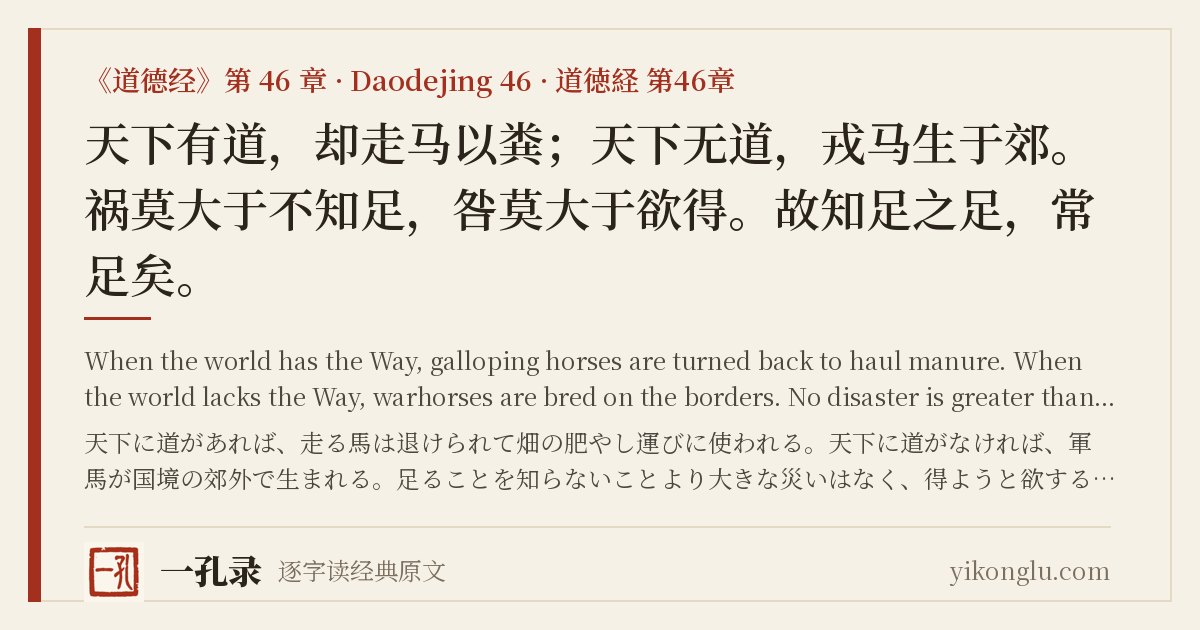 《道德经》第 46 章 · Daodejing 46 · 道徳経 第46章
天下有道，却走马以粪；天下无道，戎马生于郊。
祸莫大于不知足，咎莫大于欲得。故知足之足，常
足矣。
When the world has the Way, galloping horses are turned back to haul manure. When
the world lacks the Way, warhorses are bred on the borders. No disaster is greater than…
天下に道があれば、走る馬は退けられて畑の肥やし運びに使われる。天下に道がなければ、軍
馬が国境の郊外で生まれる。足ることを知らないことより大きな災いはなく、得ようと欲する…
一孔
一孔录 逐字读经典原文 yikonglu.com